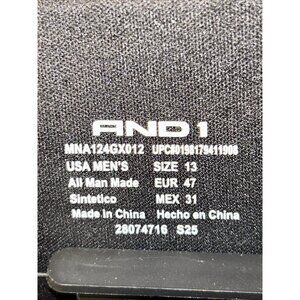 AND1
MNA124GX012 UPC#0198178411908
USA MEN'S SIZE 13
All Man Made EUR 47
Sintetico MEX 31
Made in China Hecho en China
28074716 S25